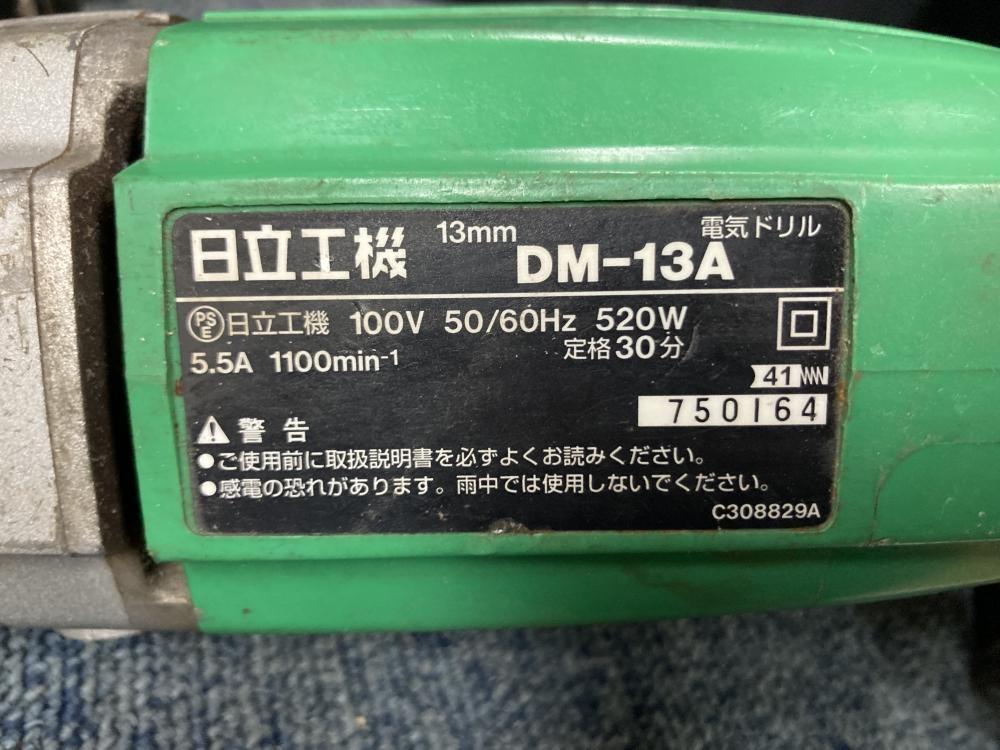 日立工機 13mm DM-13A 電気ドリル
PSE 日立工機 100V 50/60Hz 520W
5.5A 1100min-1 定格30分
41
750164
警告
●ご使用前に取扱説明書を必ずよくお読みください。
●感電の恐れがあります。雨中では使用しないでください。
C308829A